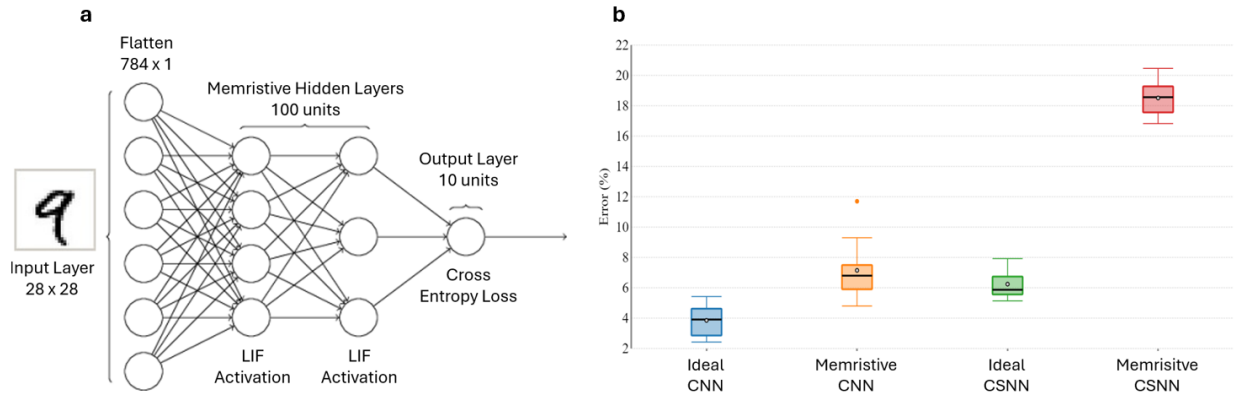 a
Flatten
784 x 1
Memristive Hidden Layers
100 units
Output Layer
10 units
Input Layer
28 x 28
Cross
Entropy Loss
LIF
Activation
LIF
Activation
b
Error (%)
22
20
18
16
14
12
10
8
6
4
2
Ideal
CNN
Memristive
CNN
Ideal
CSNN
Memrisitve
CSNN